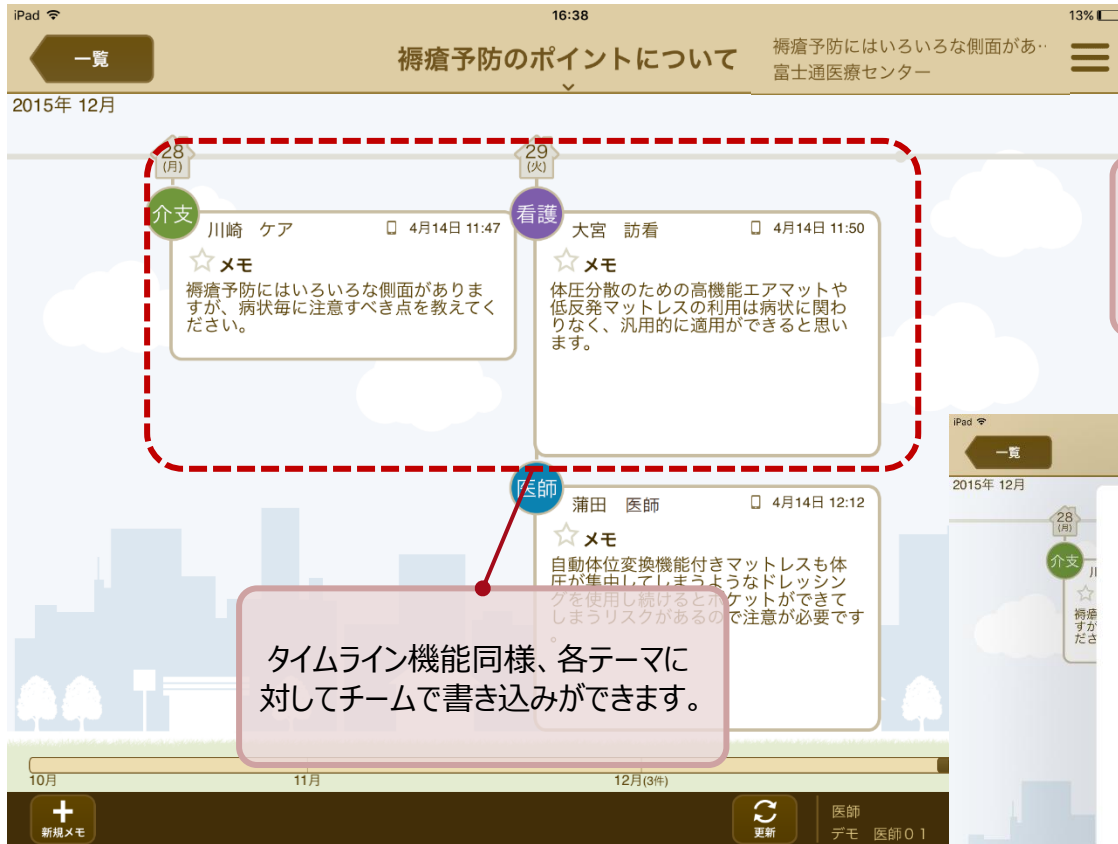 iPad
16:38
13%
一覧
褥瘡予防のポイントについて
褥瘡予防にはいろいろな側面があ‥
富士通医療センター
2015年 12月
28
(月)
29
(火)
介支
川崎　ケア
4月14日 11:47
メモ
褥瘡予防にはいろいろな側面がありま
すが、病状毎に注意すべき点を教えてく
ださい。
看護
大宮　訪看
4月14日 11:50
メモ
体圧分散のための高機能エアマットや
低反発マットレスの利用は病状に関わ
りなく、汎用的に適用ができると思い
ます。
医師
蒲田　医師
4月14日 12:12
メモ
自動体位変換機能付きマットレスも体
圧が集中してしまうようなドレッシン
グを使用し続けるとポケットができて
しまうリスクがあるので注意が必要です
。
タイムライン機能同様、各テーマに
対してチームで書き込みができます。
10月
11月
12月(3件)
新規メモ
更新
医師
デモ　医師０１
iPad
一覧
2015年 12月
28
(月)
介支
川
褥瘡
すが
ださ